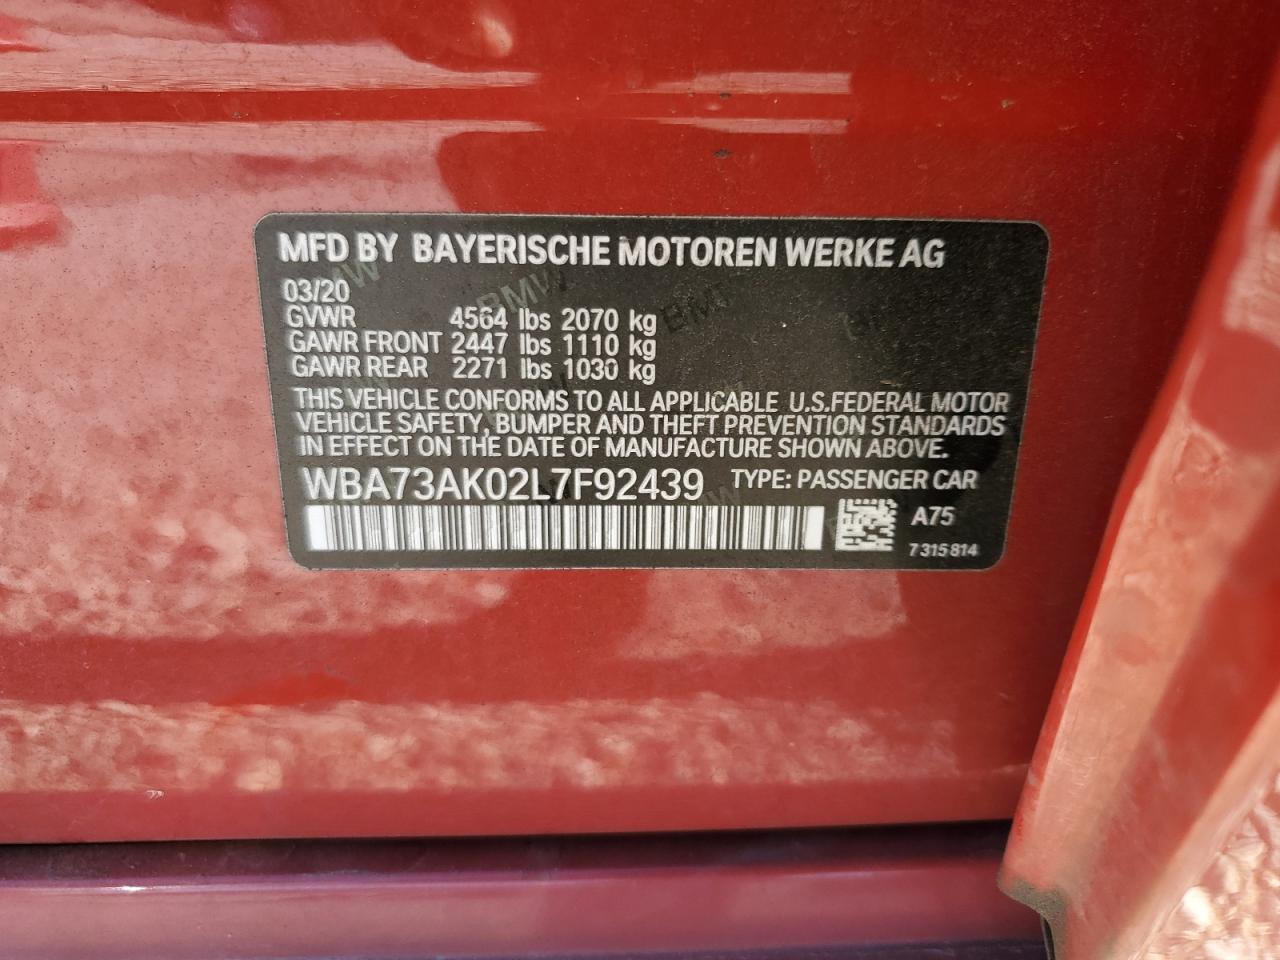 MFD BY BAYERISCHE MOTOREN WERKE AG
03/20
GVWR 4564 lbs 2070 kg
GAWR FRONT 2447 lbs 1110 kg
GAWR REAR 2271 lbs 1030 kg
THIS VEHICLE CONFORMS TO ALL APPLICABLE U.S.FEDERAL MOTOR
VEHICLE SAFETY, BUMPER AND THEFT PREVENTION STANDARDS
IN EFFECT ON THE DATE OF MANUFACTURE SHOWN ABOVE.
WBA73AK02L7F92439 TYPE: PASSENGER CAR
A75
7 315 814